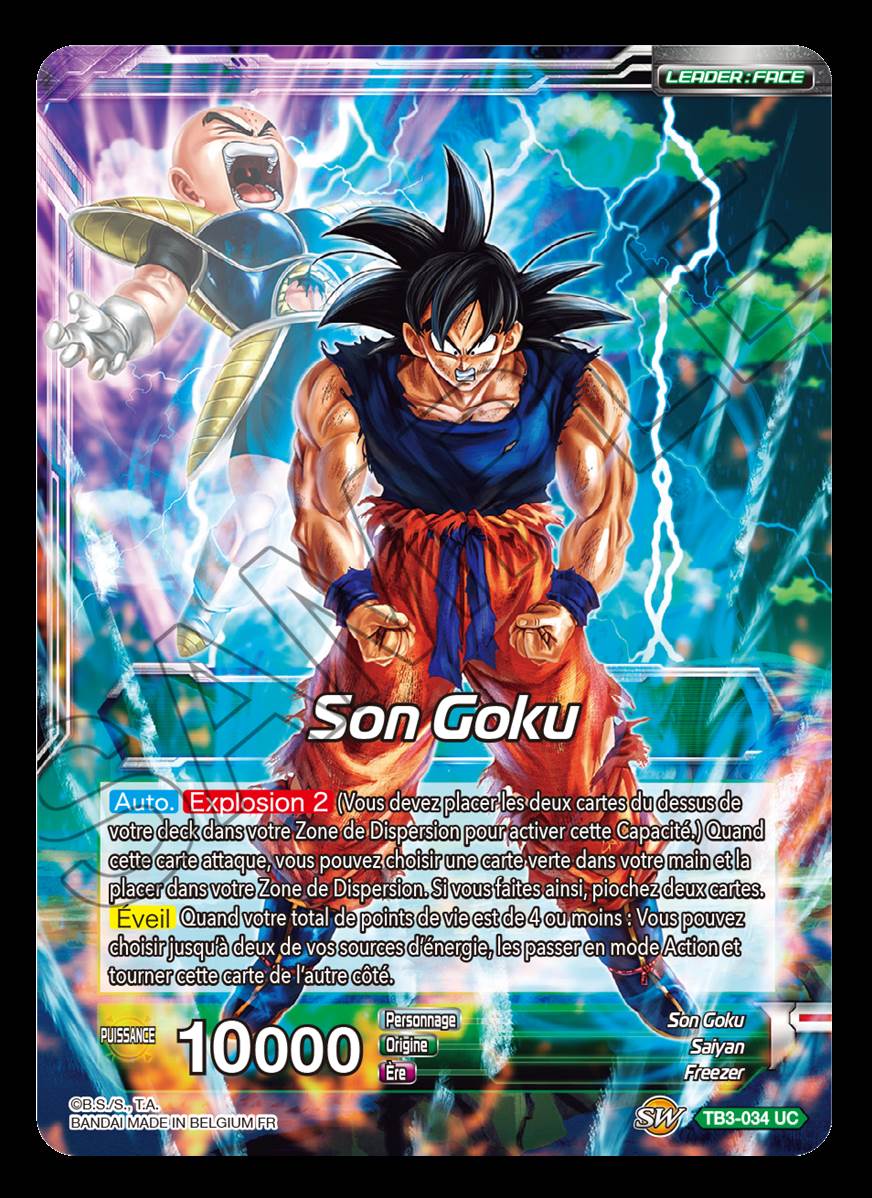 LEADER : FACE
SAMPLE
Son Goku
Auto. Explosion 2 (Vous devez placer les deux cartes du dessus de
votre deck dans votre Zone de Dispersion pour activer cette Capacité.) Quand
cette carte attaque, vous pouvez choisir une carte verte dans votre main et la
placer dans votre Zone de Dispersion. Si vous faites ainsi, piochez deux cartes.
Éveil Quand votre total de points de vie est de 4 ou moins : Vous pouvez
choisir jusqu'à deux de vos sources d'énergie, les passer en mode Action et
tourner cette carte de l'autre côté.
PUISSANCE 10000
Personnage Son Goku
Origine Saiyan
Ère Freezer
©B.S./S., T.A.
BANDAI MADE IN BELGIUM FR
SW TB3-034 UC